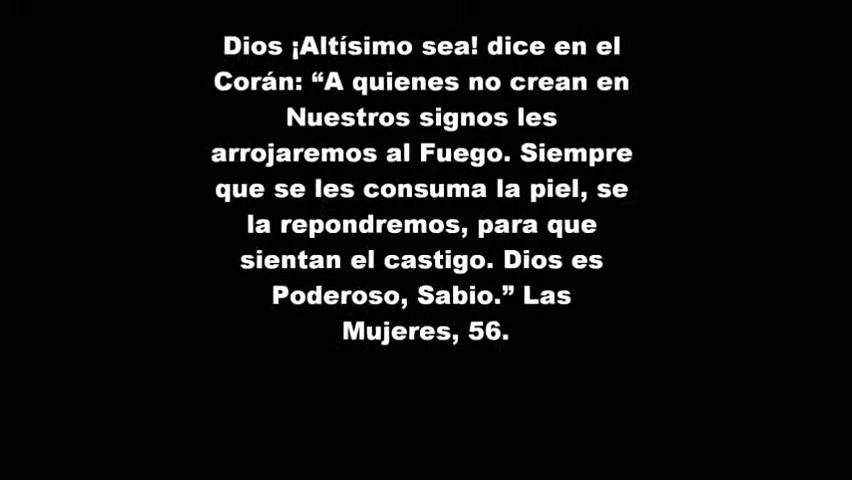 Dios ¡Altísimo sea! dice en el
Corán: “A quienes no crean en
Nuestros signos les
arrojaremos al Fuego. Siempre
que se les consuma la piel, se
la repondremos, para que
sientan el castigo. Dios es
Poderoso, Sabio.” Las
Mujeres, 56.